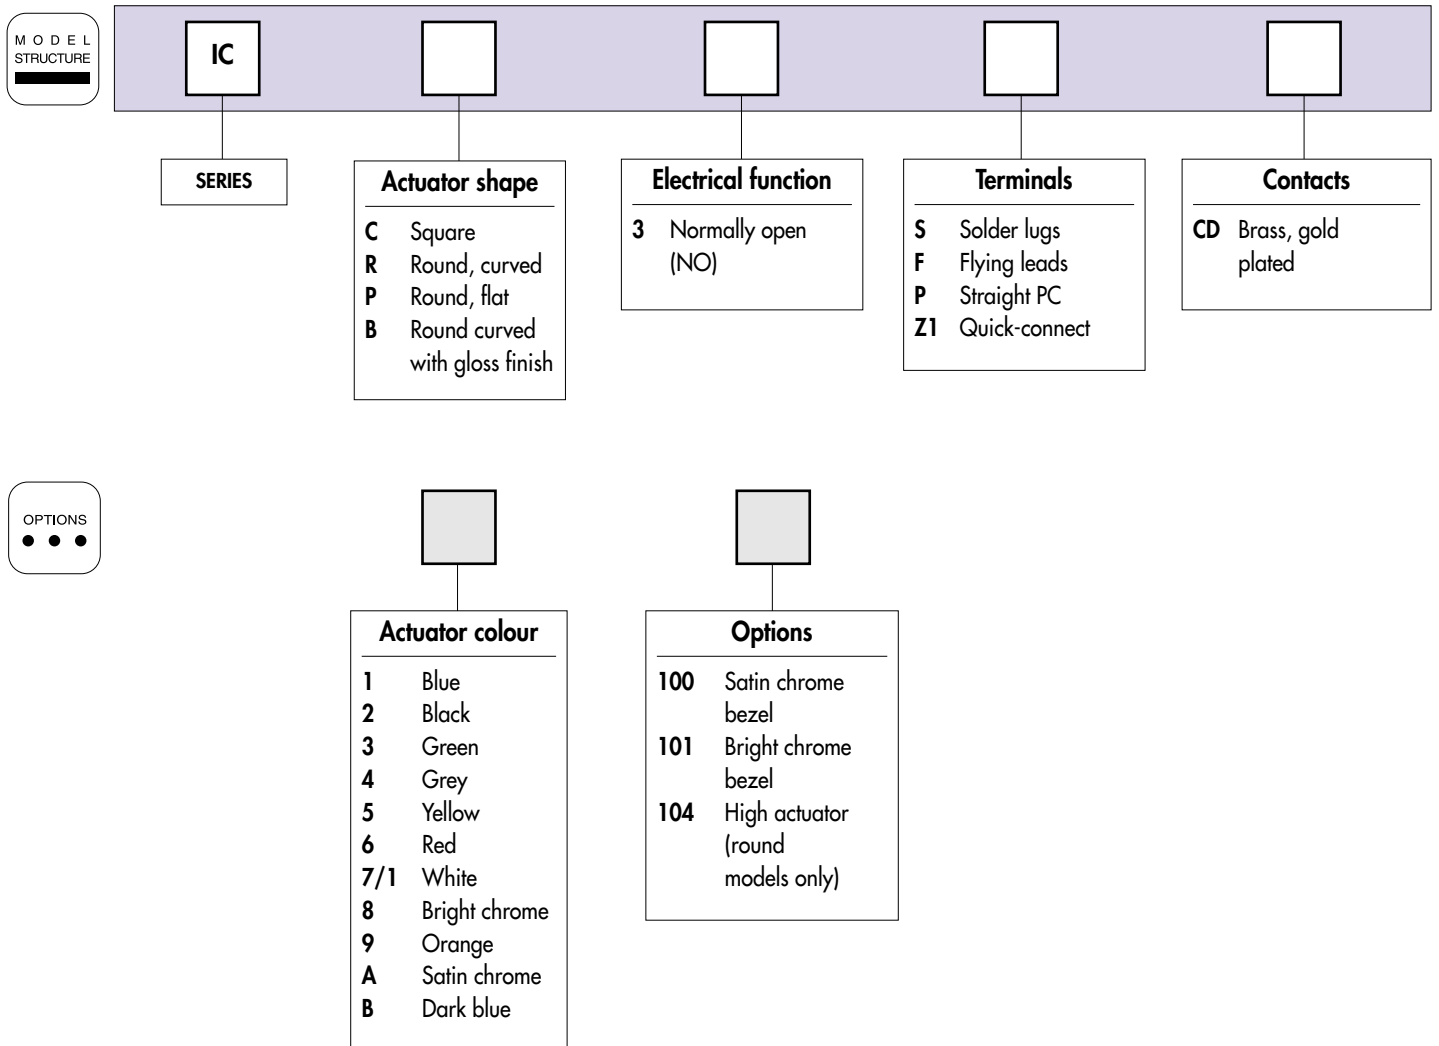 MODEL
STRUCTURE
IC
SERIES
Actuator shape
C Square
R Round, curved
P Round, flat
B Round curved
with gloss finish
Electrical function
3 Normally open
(NO)
Terminals
S Solder lugs
F Flying leads
P Straight PC
Z1 Quick-connect
Contacts
CD Brass, gold
plated
OPTIONS
Actuator colour
1 Blue
2 Black
3 Green
4 Grey
5 Yellow
6 Red
7/1 White
8 Bright chrome
9 Orange
A Satin chrome
B Dark blue
Options
100 Satin chrome
bezel
101 Bright chrome
bezel
104 High actuator
(round
models only)